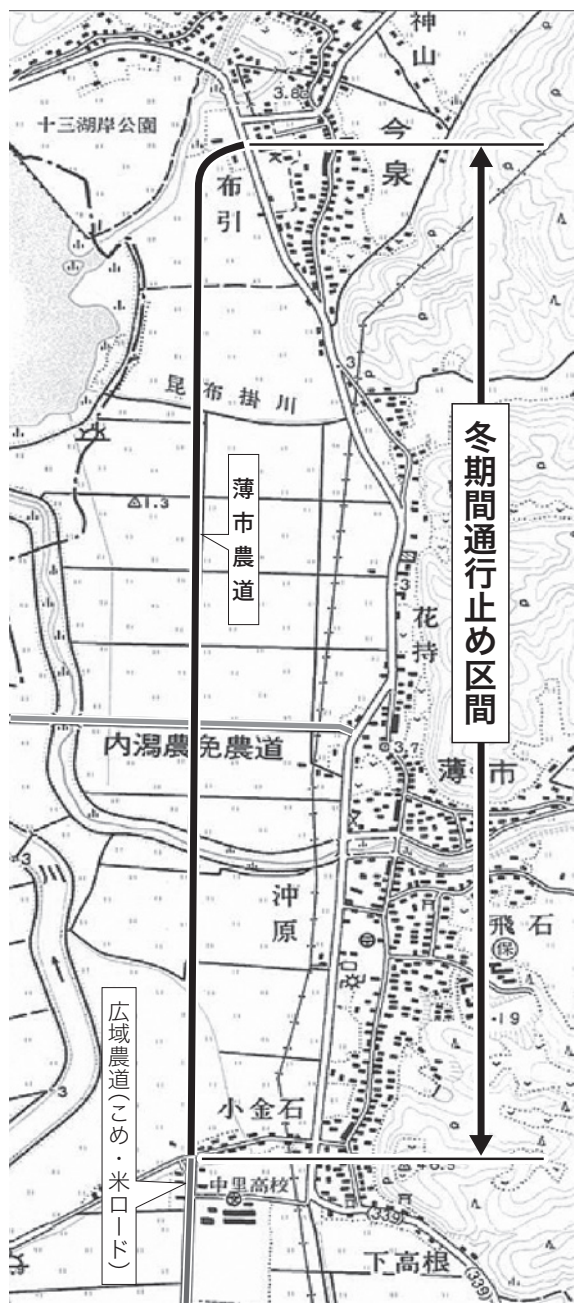 神山
3.8
十三湖岸公園
今泉
布引
3
昆布掛川
冬期間通行止め区間
薄市農道
1.3
3
花持
内潟農免農道
3.7
薄市
3
沖原
飛石
保
19
広域農道(こめ・米ロード)
3
小金石
中里高校
文
339
下高根
339